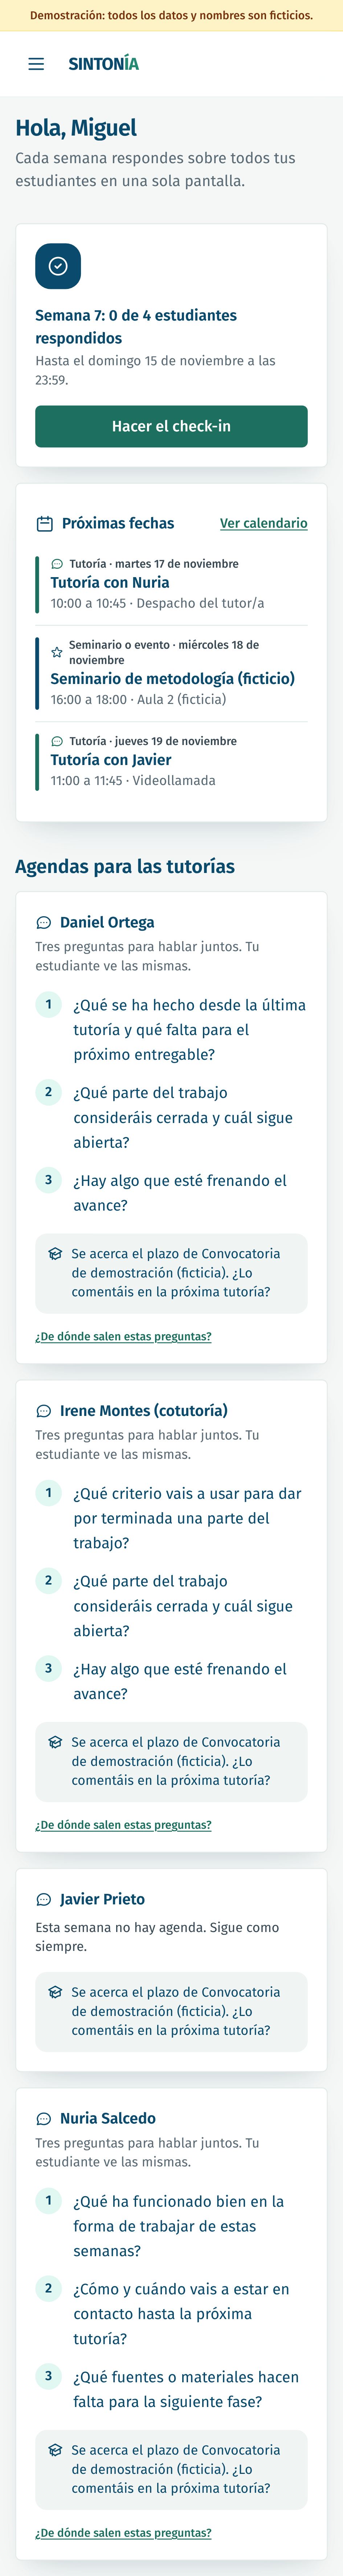 Demostración: todos los datos y nombres son ficticios.
SINTONÍA
Hola, Miguel
Cada semana respondes sobre todos tus
estudiantes en una sola pantalla.
Semana 7: 0 de 4 estudiantes
respondidos
Hasta el domingo 15 de noviembre a las
23:59.
Hacer el check-in
Próximas fechas
Ver calendario
Tutoría · martes 17 de noviembre
Tutoría con Nuria
10:00 a 10:45 · Despacho del tutor/a
Seminario o evento · miércoles 18 de
noviembre
Seminario de metodología (ficticio)
16:00 a 18:00 · Aula 2 (ficticia)
Tutoría · jueves 19 de noviembre
Tutoría con Javier
11:00 a 11:45 · Videollamada
Agendas para las tutorías
Daniel Ortega
Tres preguntas para hablar juntos. Tu
estudiante ve las mismas.
1 ¿Qué se ha hecho desde la última
tutoría y qué falta para el
próximo entregable?
2 ¿Qué parte del trabajo
consideráis cerrada y cuál sigue
abierta?
3 ¿Hay algo que esté frenando el
avance?
Se acerca el plazo de Convocatoria
de demostración (ficticia). ¿Lo
comentáis en la próxima tutoría?
¿De dónde salen estas preguntas?
Irene Montes (cotutoría)
Tres preguntas para hablar juntos. Tu
estudiante ve las mismas.
1 ¿Qué criterio vais a usar para dar
por terminada una parte del
trabajo?
2 ¿Qué parte del trabajo
consideráis cerrada y cuál sigue
abierta?
3 ¿Hay algo que esté frenando el
avance?
Se acerca el plazo de Convocatoria
de demostración (ficticia). ¿Lo
comentáis en la próxima tutoría?
¿De dónde salen estas preguntas?
Javier Prieto
Esta semana no hay agenda. Sigue como
siempre.
Se acerca el plazo de Convocatoria
de demostración (ficticia). ¿Lo
comentáis en la próxima tutoría?
Nuria Salcedo
Tres preguntas para hablar juntos. Tu
estudiante ve las mismas.
1 ¿Qué ha funcionado bien en la
forma de trabajar de estas
semanas?
2 ¿Cómo y cuándo vais a estar en
contacto hasta la próxima
tutoría?
3 ¿Qué fuentes o materiales hacen
falta para la siguiente fase?
Se acerca el plazo de Convocatoria
de demostración (ficticia). ¿Lo
comentáis en la próxima tutoría?
¿De dónde salen estas preguntas?